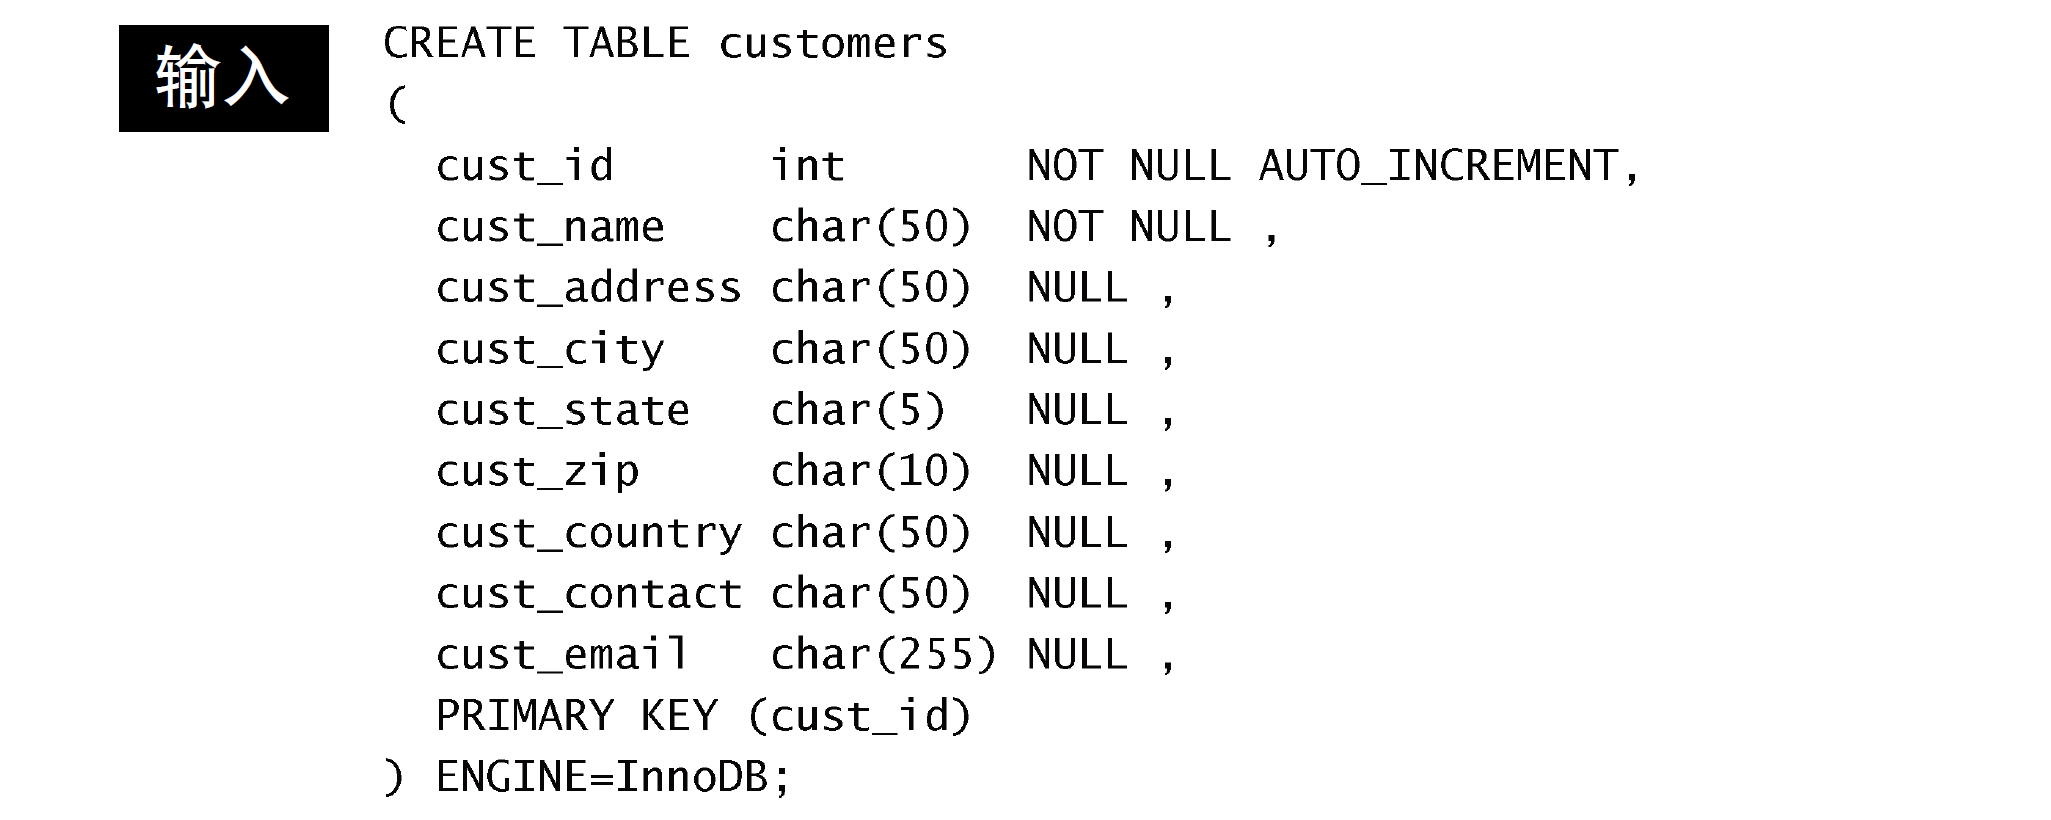 输入
CREATE TABLE customers
(
  cust_id      int       NOT NULL AUTO_INCREMENT,
  cust_name    char(50)  NOT NULL ,
  cust_address char(50)  NULL ,
  cust_city    char(50)  NULL ,
  cust_state   char(5)   NULL ,
  cust_zip     char(10)  NULL ,
  cust_country char(50)  NULL ,
  cust_contact char(50)  NULL ,
  cust_email   char(255) NULL ,
  PRIMARY KEY (cust_id)
) ENGINE=InnoDB;